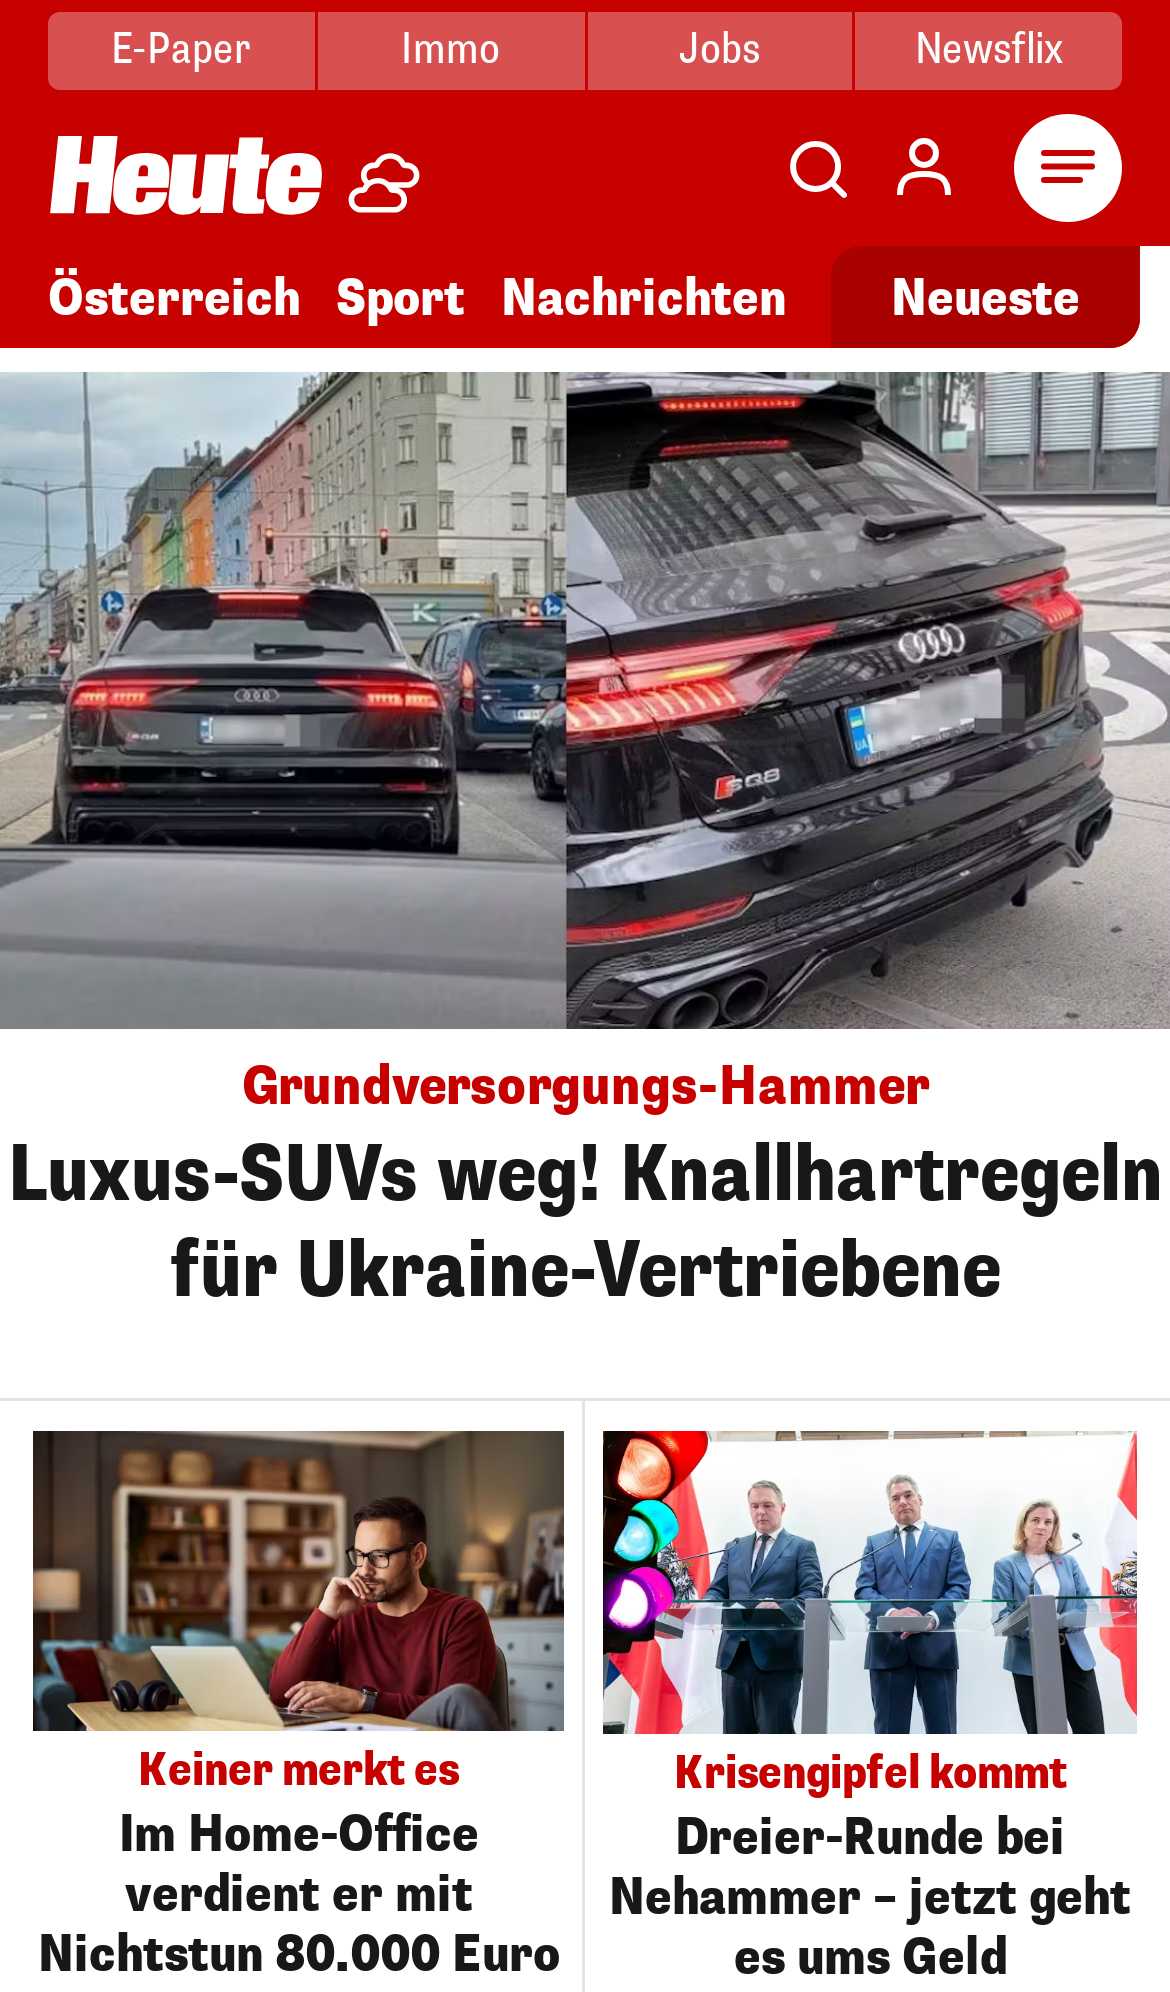 E-Paper Immo Jobs Newsflix
Heute
Österreich Sport Nachrichten Neueste
K
UA
SQ8
Grundversorgungs-Hammer
Luxus-SUVs weg! Knallhartregeln
für Ukraine-Vertriebene
Keiner merkt es
Im Home-Office
verdient er mit
Nichtstun 80.000 Euro
Krisengipfel kommt
Dreier-Runde bei
Nehammer – jetzt geht
es ums Geld